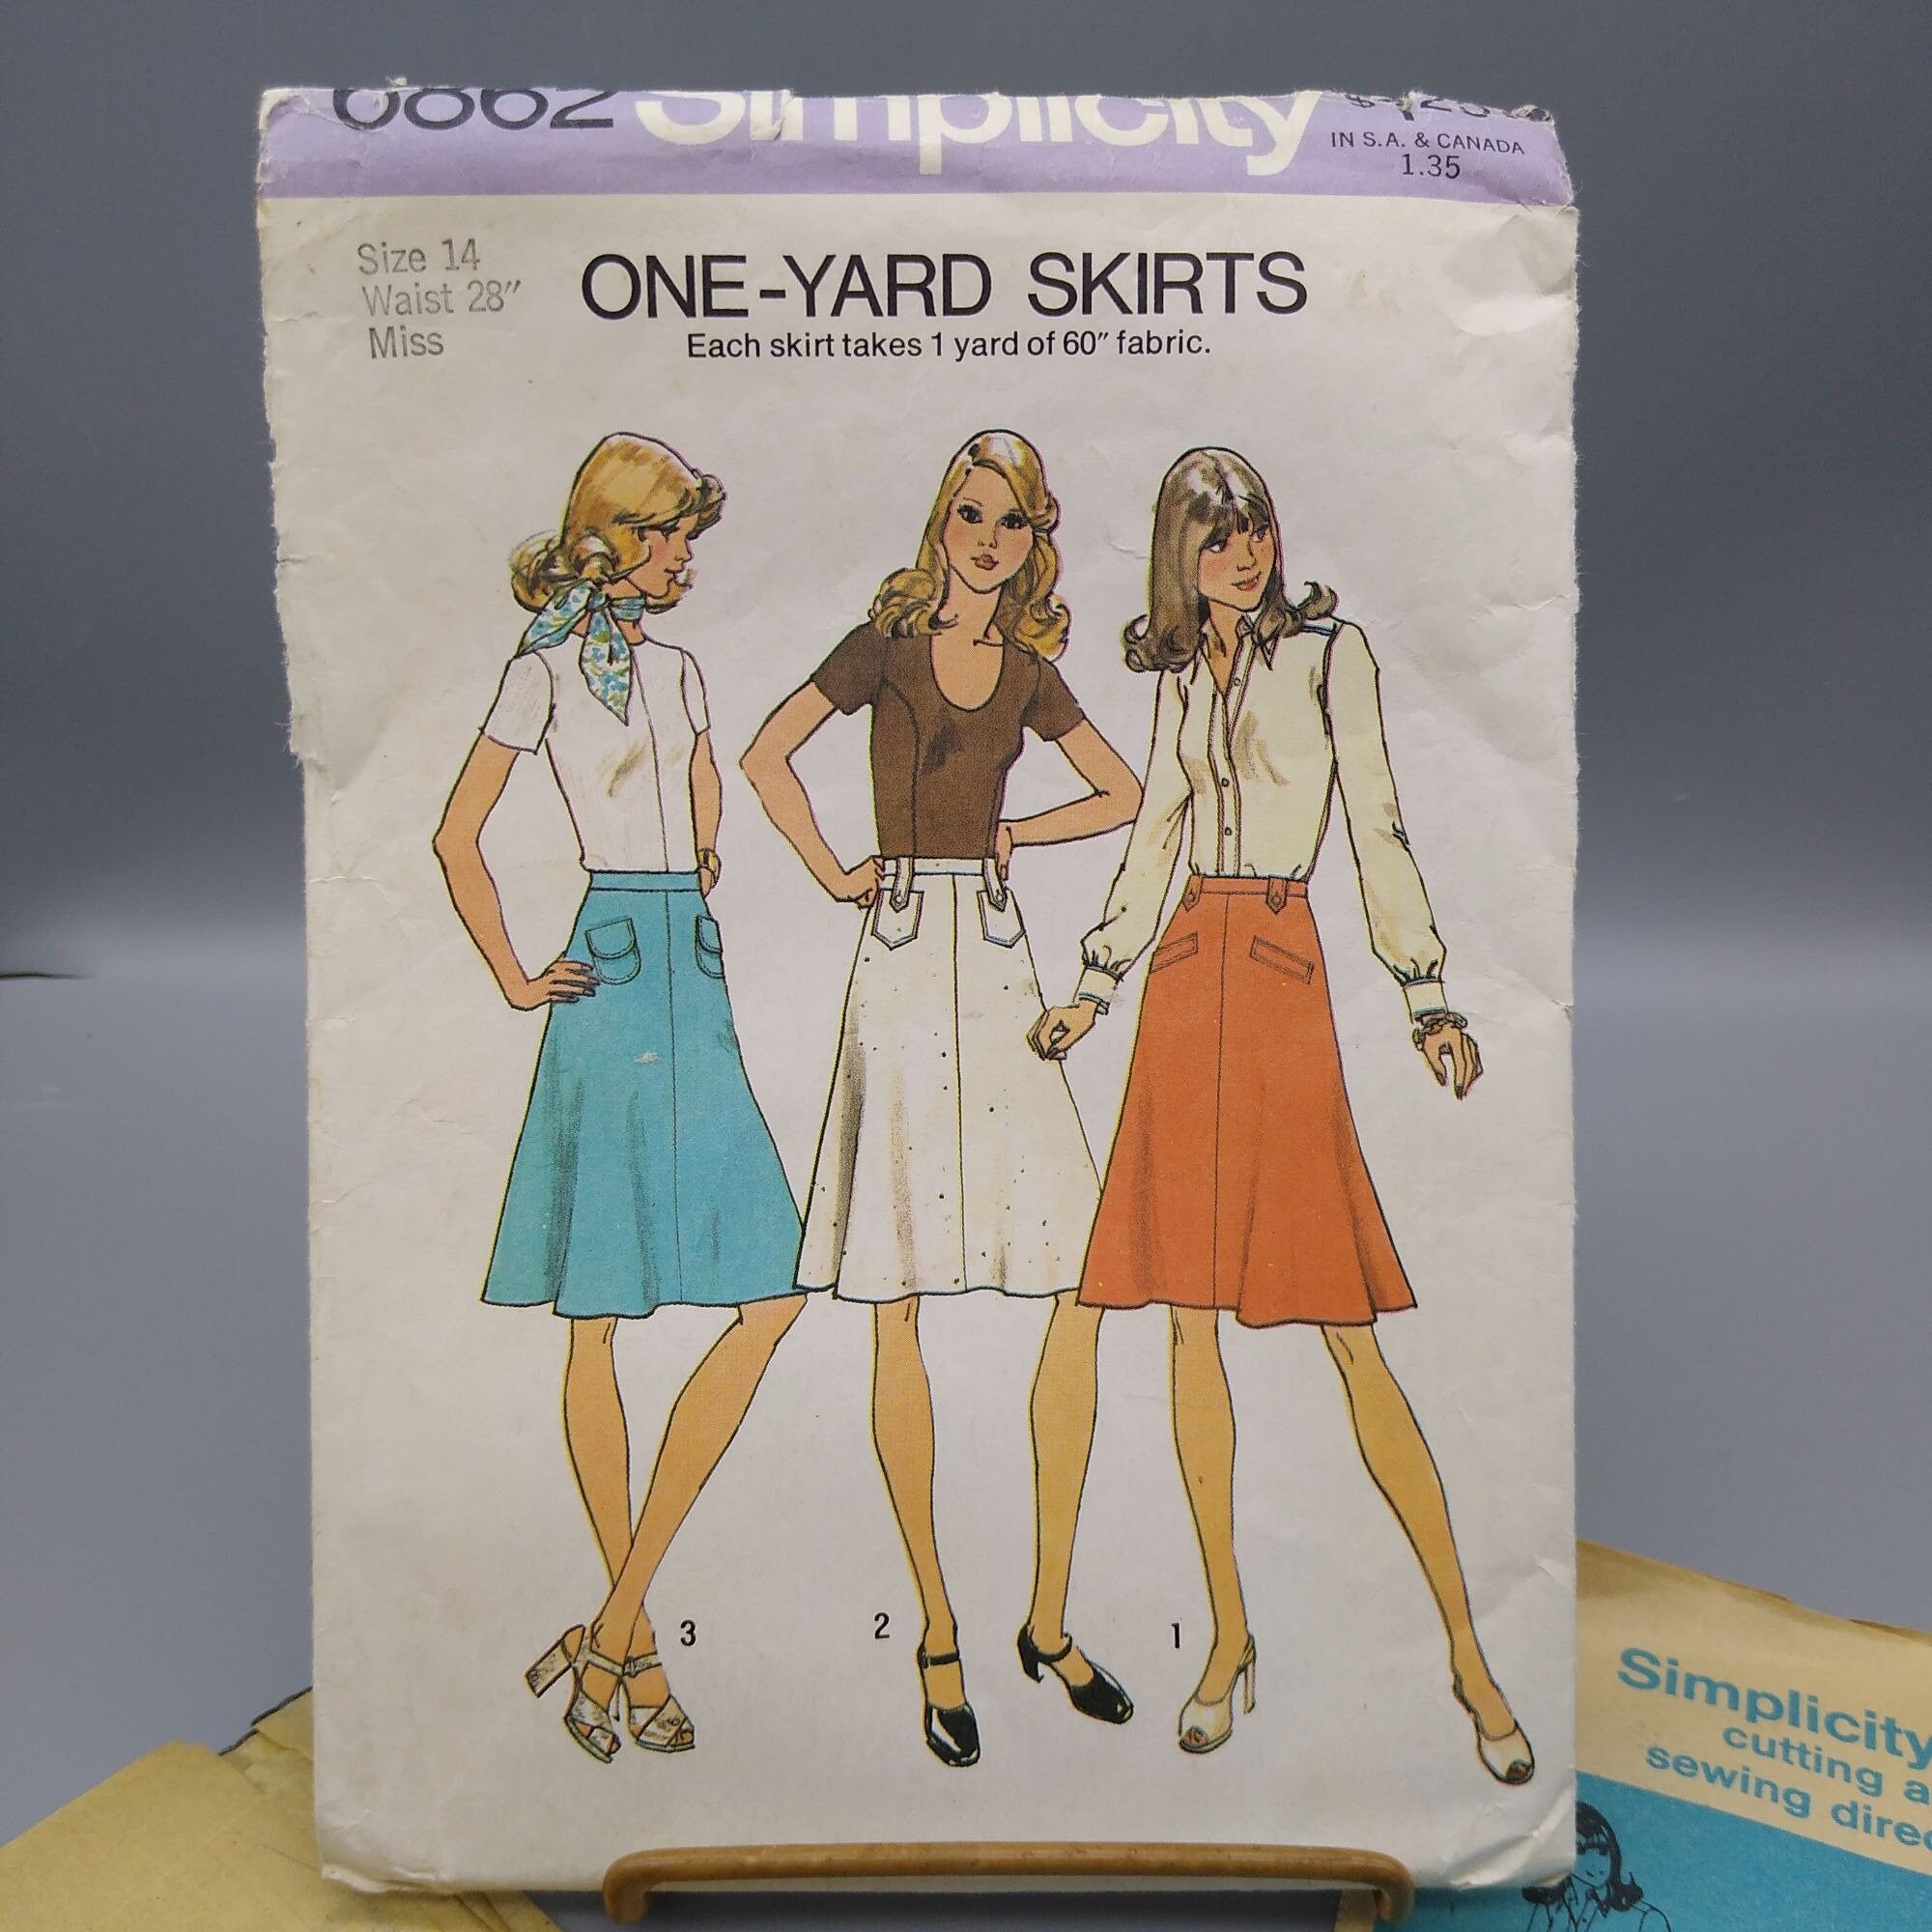 6862 Simplicity
IN S.A. & CANADA
1.35
Size 14
Waist 28″
Miss
ONE-YARD SKIRTS
Each skirt takes 1 yard of 60″ fabric.
3
2
1
Simplicity
cutting
sewing